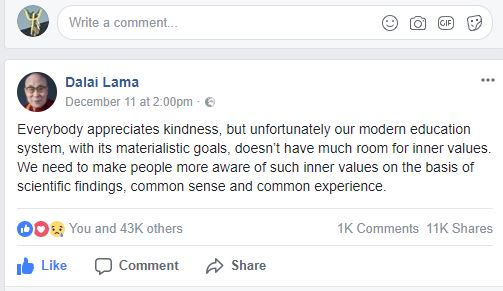 Write a comment...
GIF
Dalai Lama
December 11 at 2:00pm ·
Everybody appreciates kindness, but unfortunately our modern education
system, with its materialistic goals, doesn't have much room for inner values.
We need to make people more aware of such inner values on the basis of
scientific findings, common sense and common experience.
You and 43K others 1K Comments 11K Shares
Like Comment Share